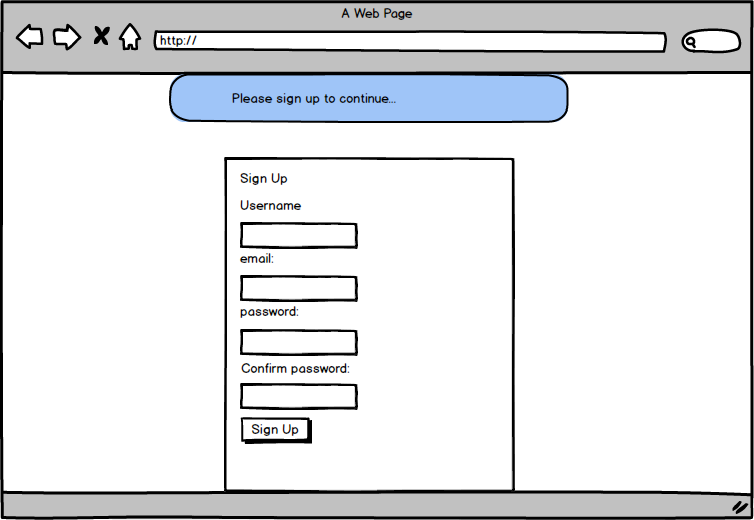 A Web Page
http://
Please sign up to continue...
Sign Up
Username
email:
password:
Confirm password:
Sign Up